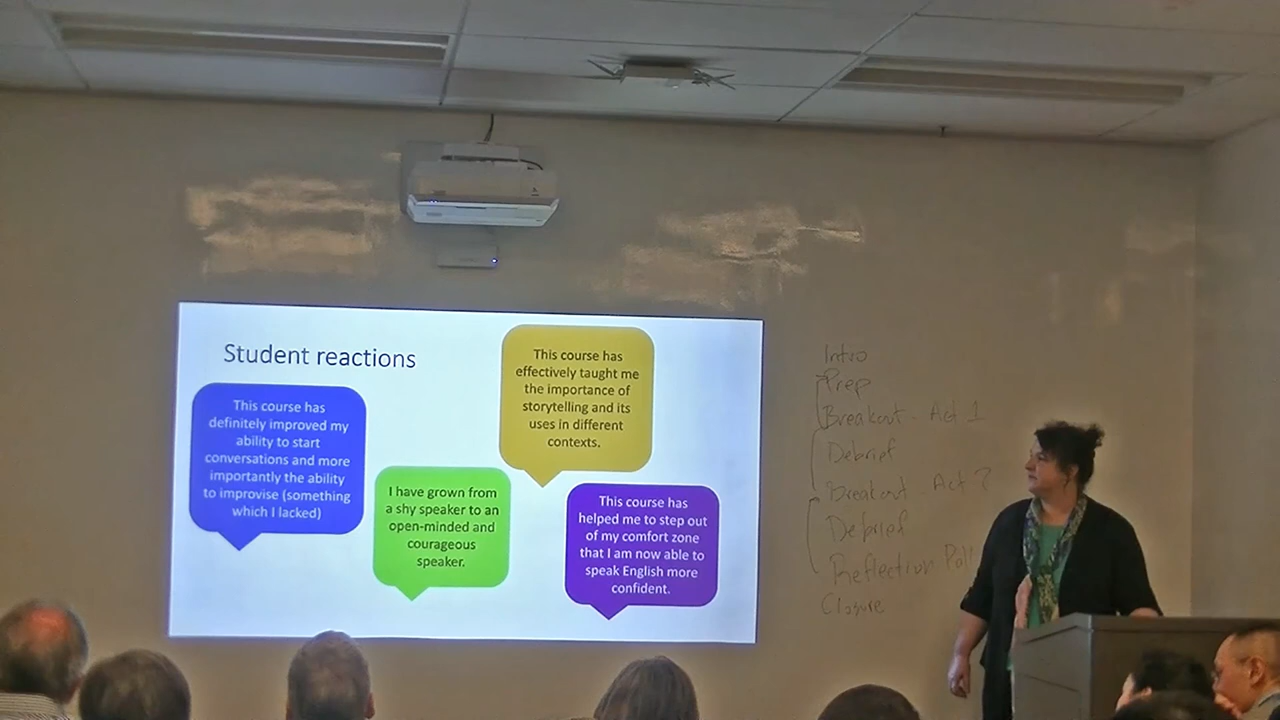 Student reactions
This course has
definitely improved my
ability to start
conversations and more
importantly the ability
to improvise (something
which I lacked)
I have grown from
a shy speaker to an
open-minded and
courageous
speaker.
This course has
effectively taught me
the importance of
storytelling and its
uses in different
contexts.
This course has
helped me to step out
of my comfort zone
that I am now able to
speak English more
confident.
Intro
Prep
Breakout - Act 1
Debrief
Breakout - Act 2
Debrief
Reflection Poll
Closure